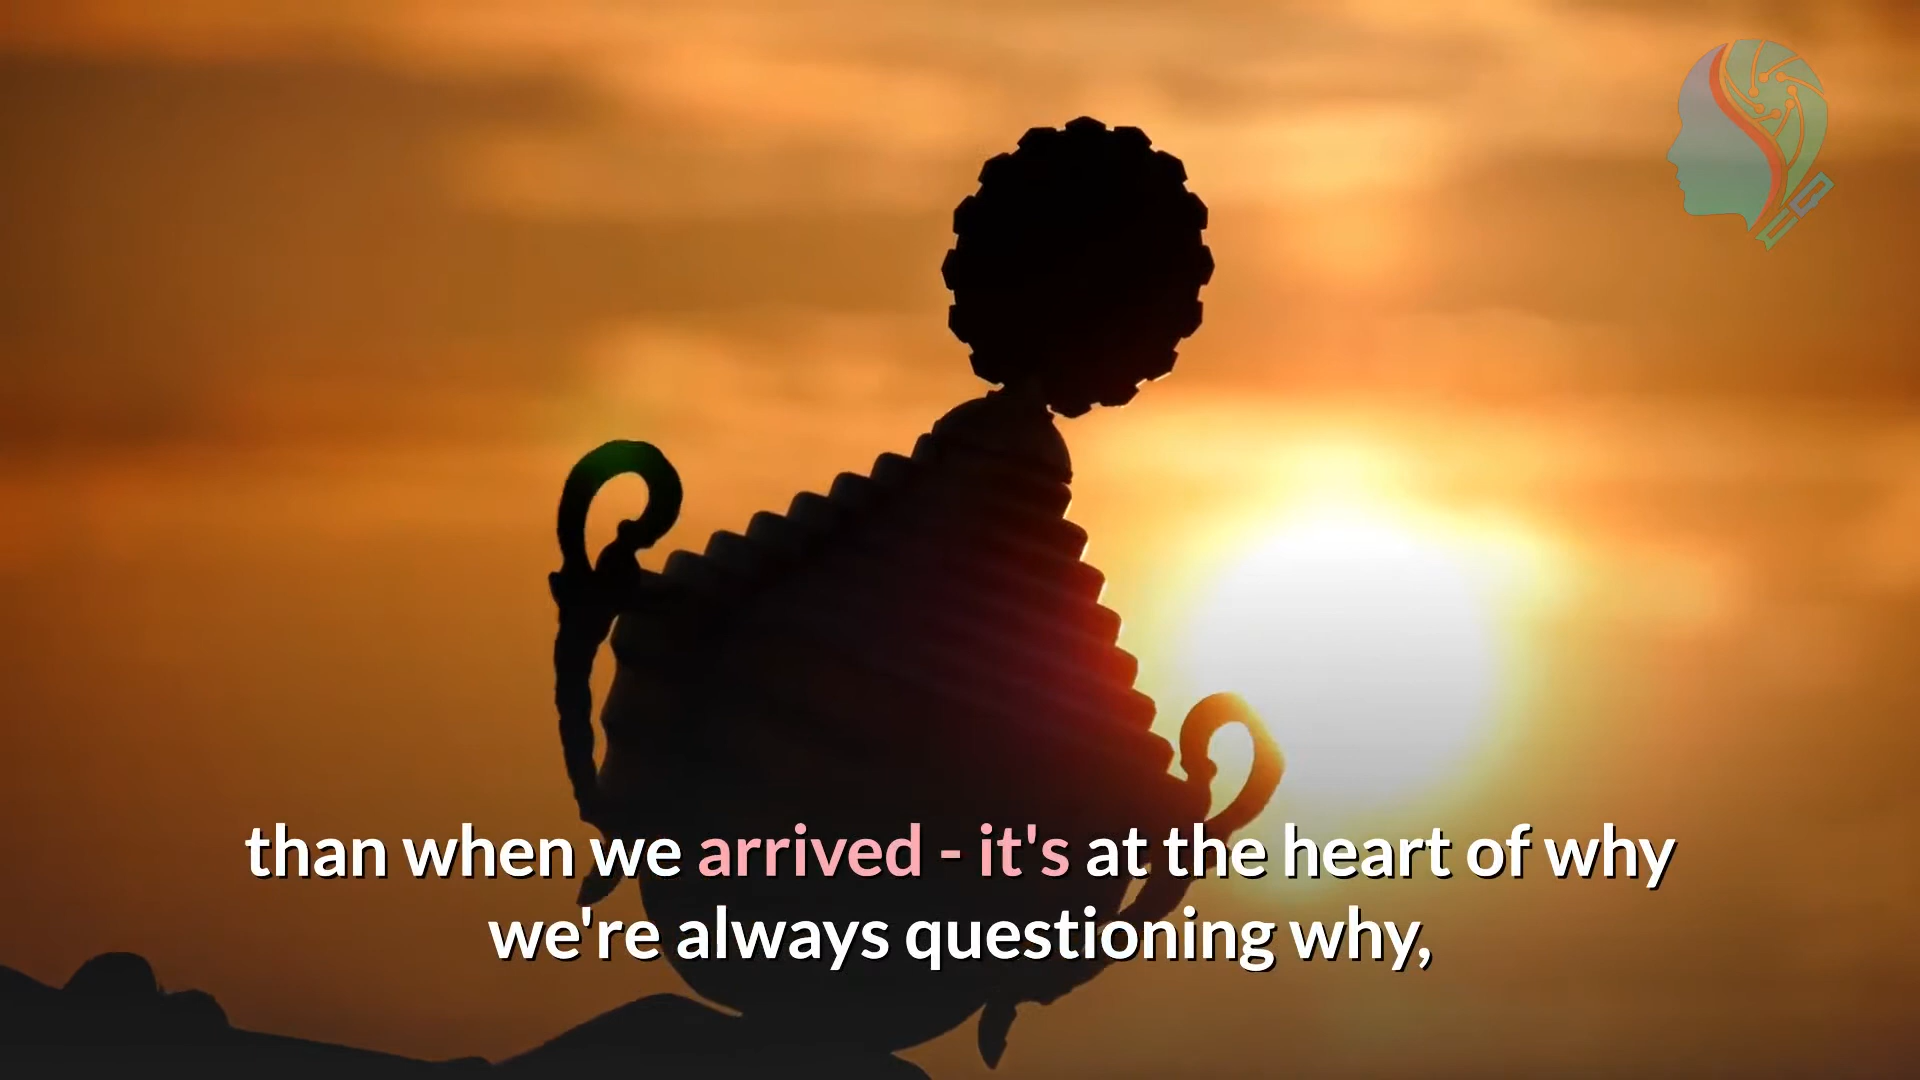 than when we arrived - it's at the heart of why
we're always questioning why,